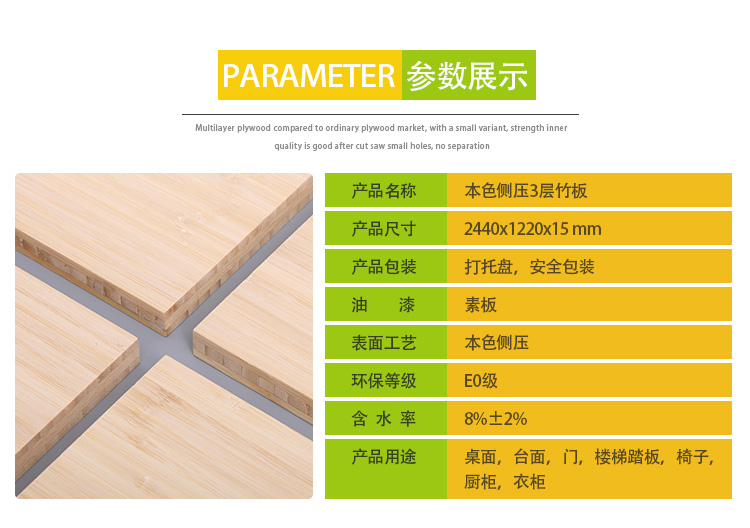 PARAMETER 参数展示
Multilayer plywood compared to ordinary plywood market, with a small variant, strength inner
quality is good after cut saw small holes, no separation
产品名称 本色侧压3层竹板
产品尺寸 2440x1220x15 mm
产品包装 打托盘，安全包装
油 漆 素板
表面工艺 本色侧压
环保等级 E0级
含 水 率 8%±2%
产品用途 桌面，台面，门，楼梯踏板，椅子，
厨柜，衣柜